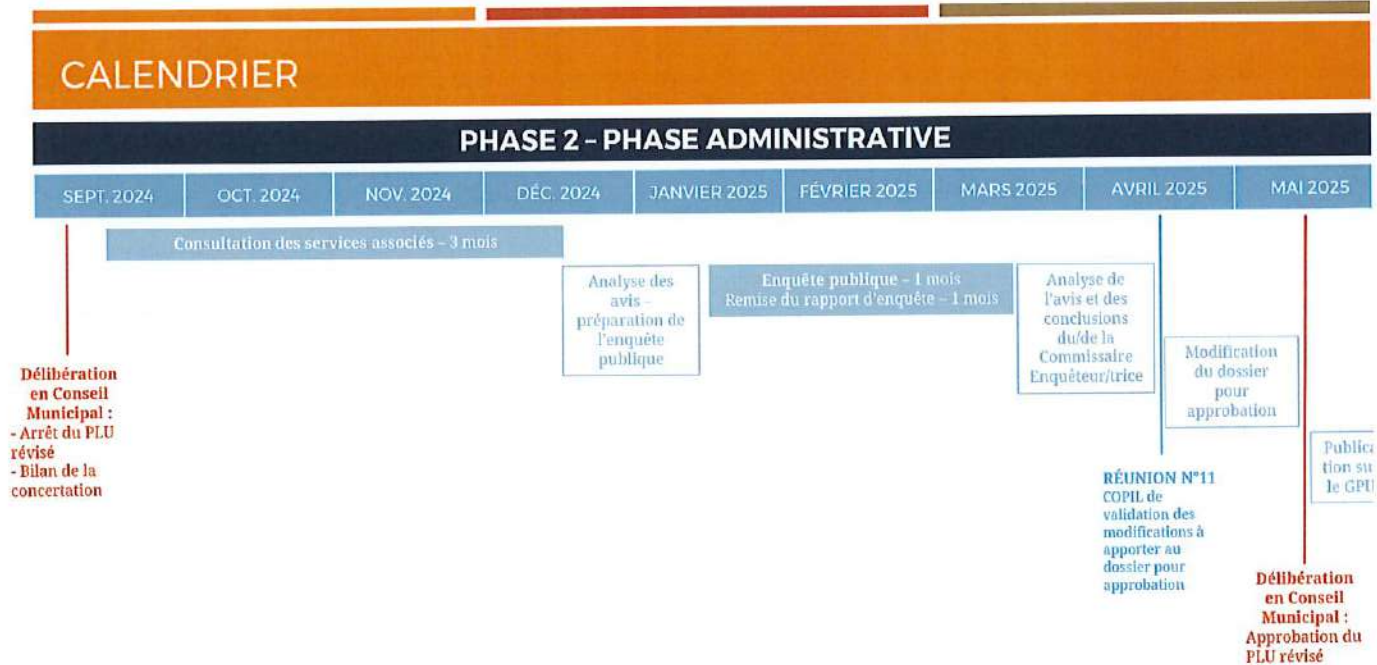 CALENDRIER
PHASE 2 – PHASE ADMINISTRATIVE
SEPT. 2024
OCT. 2024
NOV. 2024
DÉC. 2024
JANVIER 2025
FÉVRIER 2025
MARS 2025
AVRIL 2025
MAI 2025
Consultation des services associés – 3 mois
Analyse des
avis –
préparation de
l'enquête
publique
Enquête publique – 1 mois
Remise du rapport d'enquête – 1 mois
Analyse de
l'avis et des
conclusions
du/de la
Commissaire
Enquêteur/trice
Modification
du dossier
pour
approbation
Délibération
en Conseil
Municipal :
- Arrêt du PLU
révisé
- Bilan de la
concertation
RÉUNION N°11
COPIL de
validation des
modifications à
apporter au
dossier pour
approbation
Publica
tion su
le GPU
Délibération
en Conseil
Municipal :
Approbation du
PLU révisé